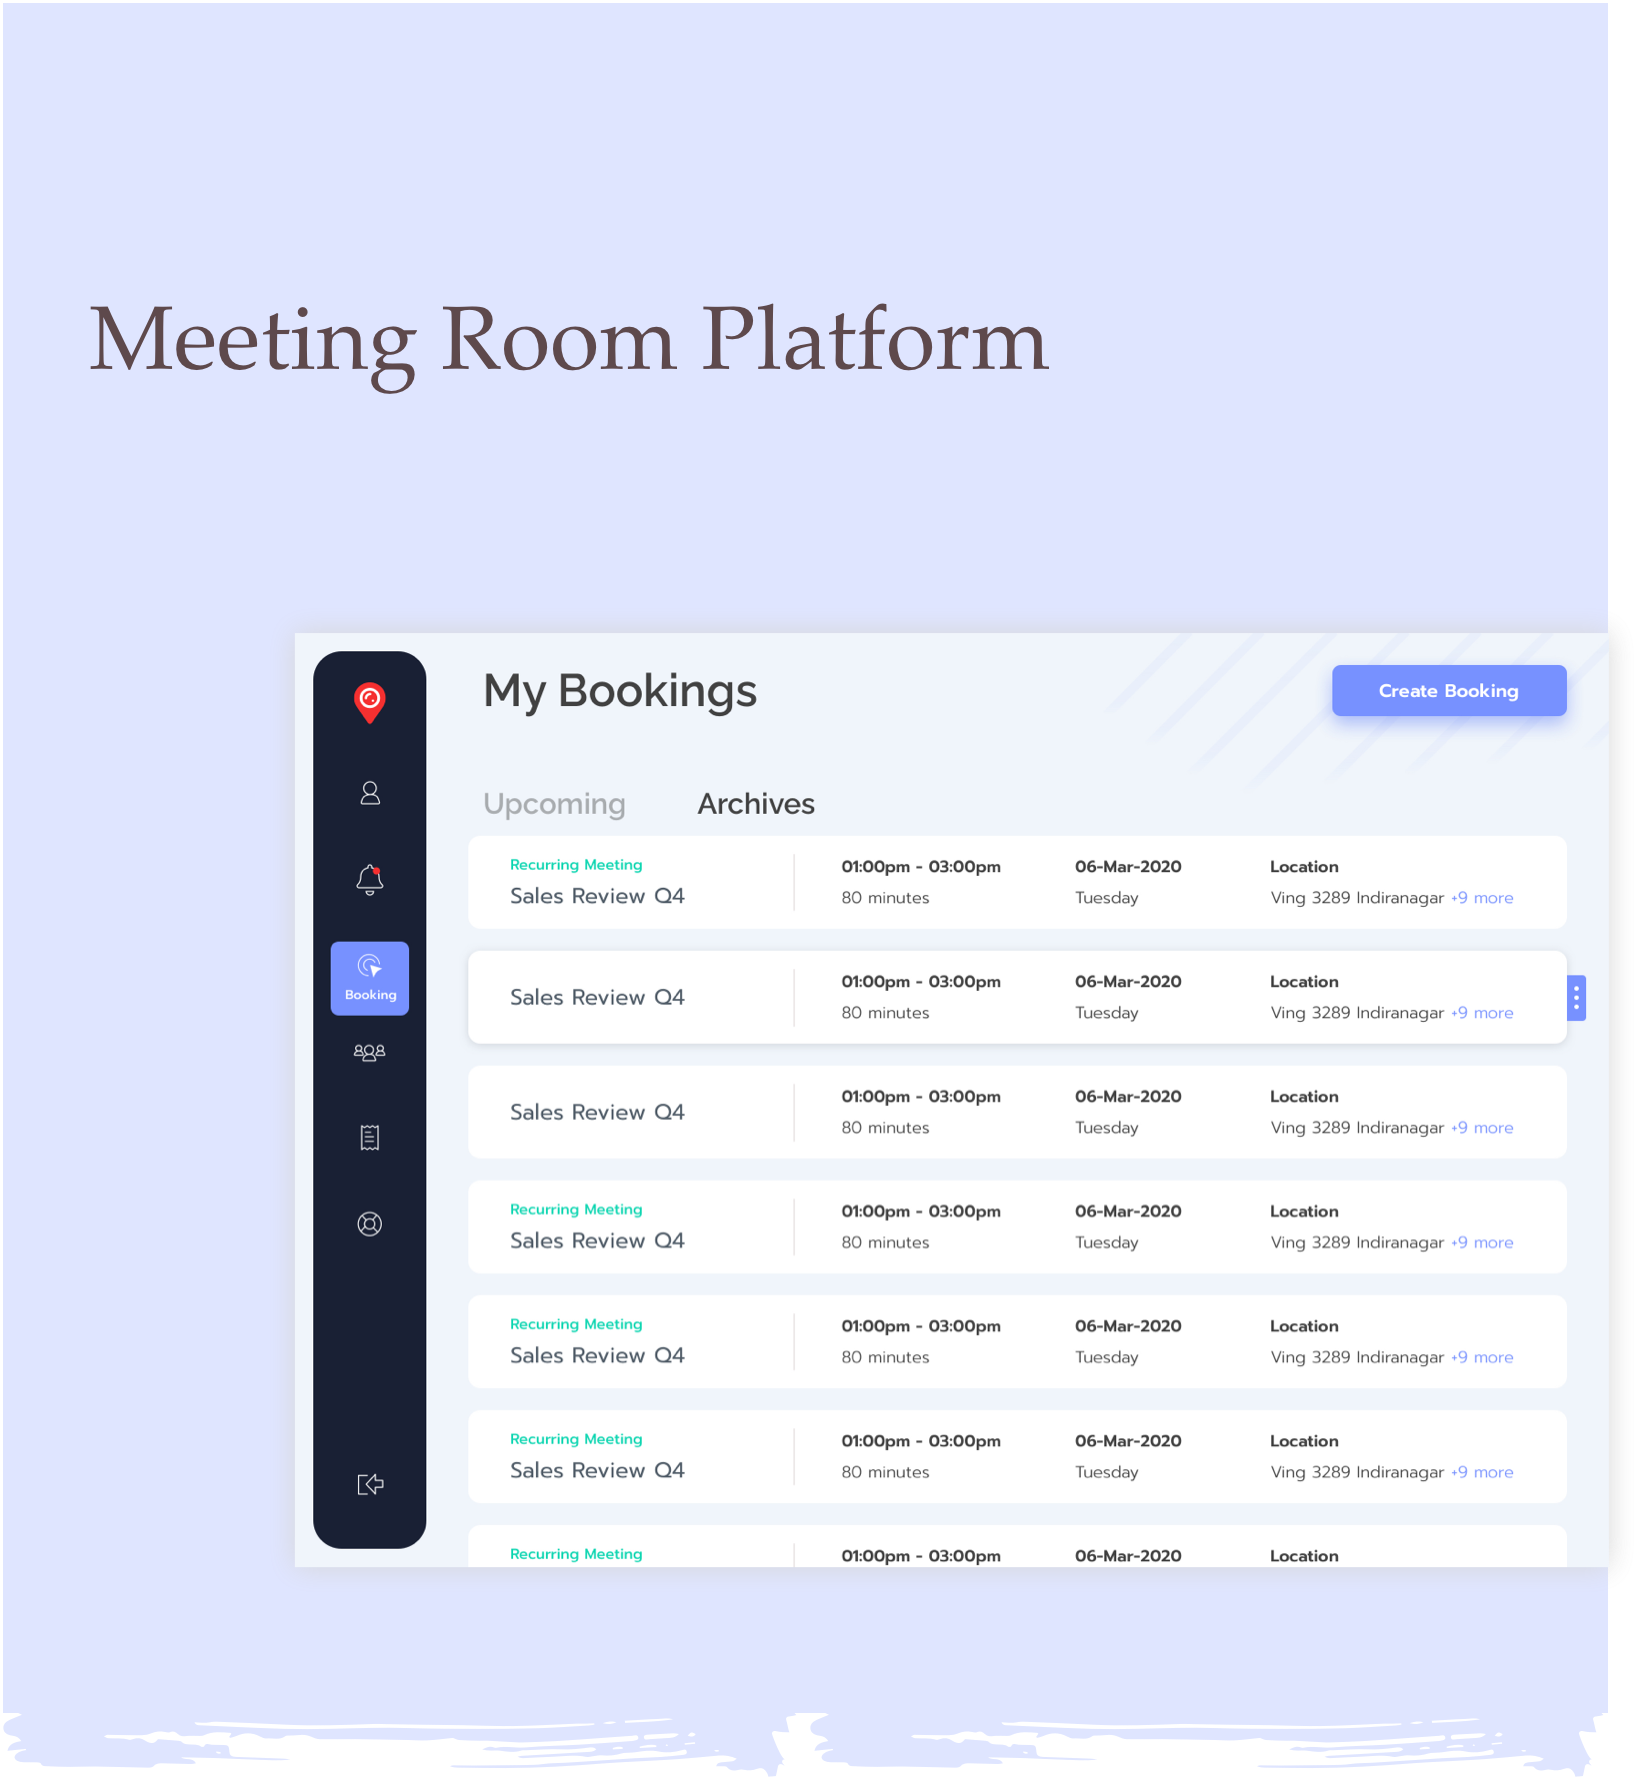 Meeting Room Platform
My Bookings
Create Booking
Upcoming Archives
Recurring Meeting
Sales Review Q4
01:00pm - 03:00pm 06-Mar-2020 Location
80 minutes Tuesday Ving 3289 Indiranagar +9 more
Booking
Sales Review Q4
01:00pm - 03:00pm 06-Mar-2020 Location
80 minutes Tuesday Ving 3289 Indiranagar +9 more
Sales Review Q4
01:00pm - 03:00pm 06-Mar-2020 Location
80 minutes Tuesday Ving 3289 Indiranagar +9 more
Recurring Meeting
Sales Review Q4
01:00pm - 03:00pm 06-Mar-2020 Location
80 minutes Tuesday Ving 3289 Indiranagar +9 more
Recurring Meeting
Sales Review Q4
01:00pm - 03:00pm 06-Mar-2020 Location
80 minutes Tuesday Ving 3289 Indiranagar +9 more
Recurring Meeting
Sales Review Q4
01:00pm - 03:00pm 06-Mar-2020 Location
80 minutes Tuesday Ving 3289 Indiranagar +9 more
Recurring Meeting
01:00pm - 03:00pm 06-Mar-2020 Location